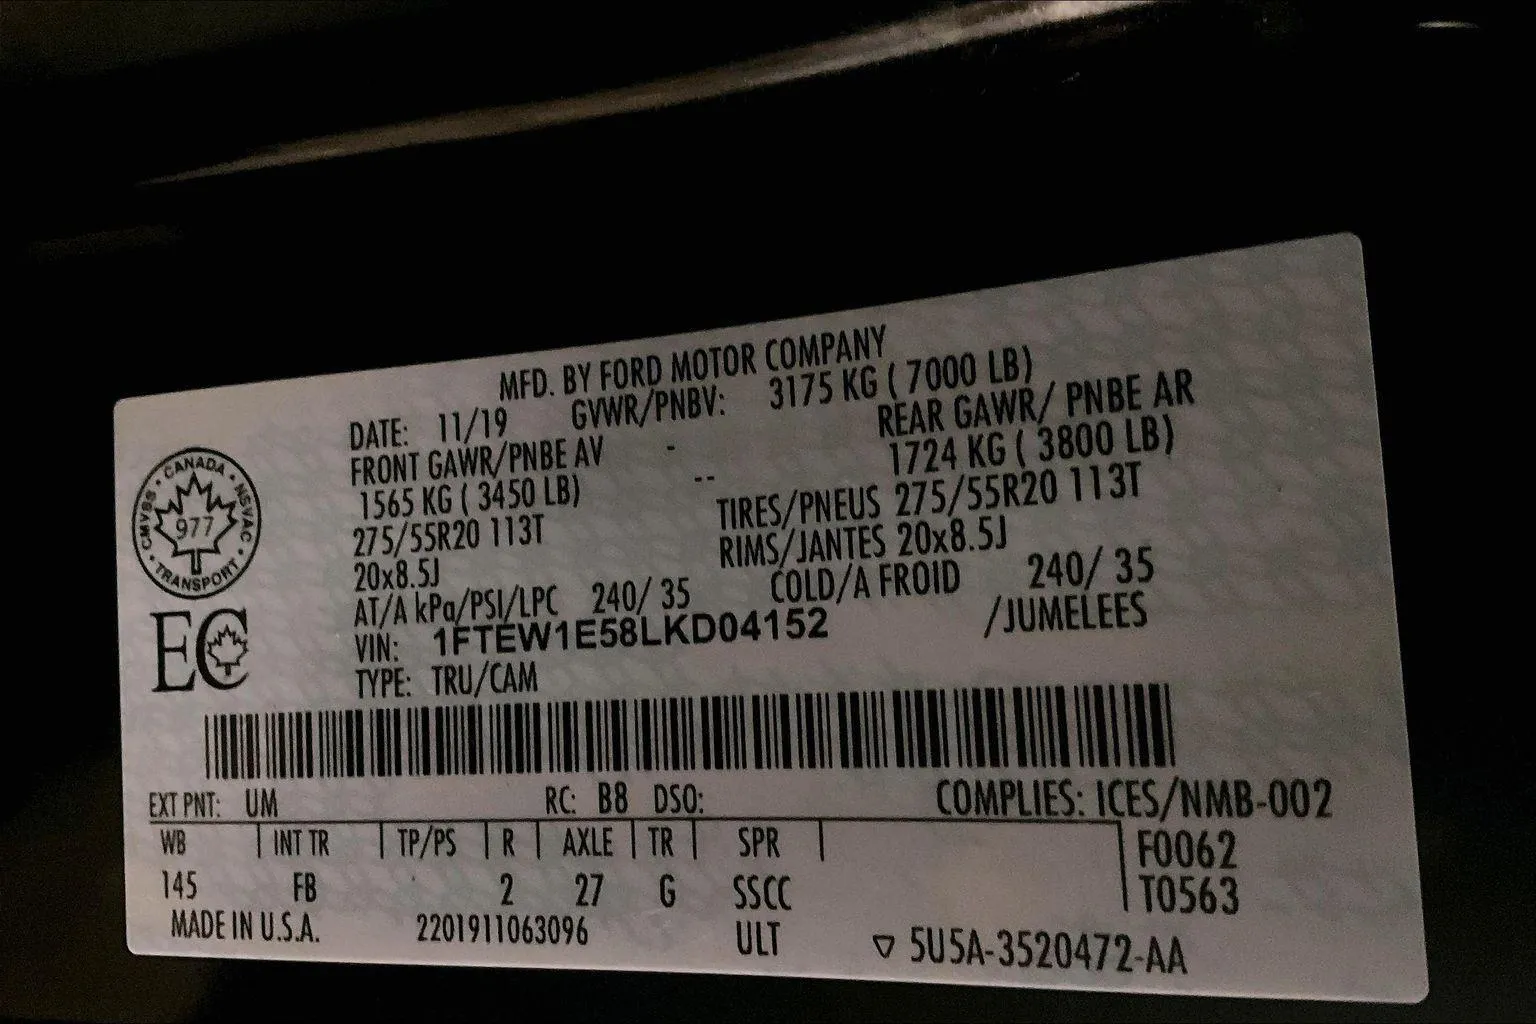 MFD. BY FORD MOTOR COMPANY
DATE: 11/19 GVWR/PNBV: 3175 KG ( 7000 LB)
FRONT GAWR/PNBE AV - REAR GAWR/ PNBE AR
1565 KG ( 3450 LB) -- 1724 KG ( 3800 LB)
275/55R20 113T TIRES/PNEUS 275/55R20 113T
20x8.5J RIMS/JANTES 20x8.5J
AT/A kPa/PSI/LPC 240/ 35 COLD/A FROID 240/ 35
VIN: 1FTEW1E58LKD04152 /JUMELEES
TYPE: TRU/CAM
CANADA · NSVAC · TRANSPORT · CMVSS ·
977
EC
EXT PNT: UM RC: B8 DSO: COMPLIES: ICES/NMB-002
WB INT TR TP/PS R AXLE TR SPR F0062
145 FB 2 27 G SSCC T0563
MADE IN U.S.A. 2201911063096 ULT ▽ 5U5A-3520472-AA